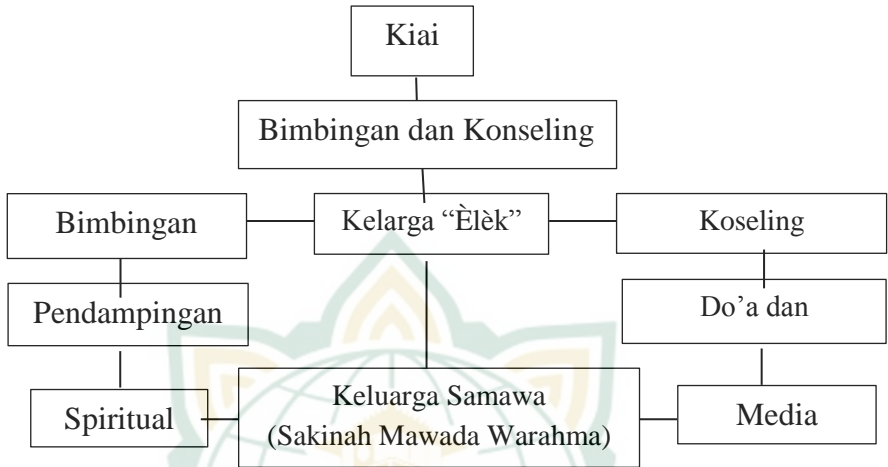 Kiai
Bimbingan dan Konseling
Bimbingan
Kelarga “Èlèk”
Koseling
Pendampingan
Do’a dan
Spiritual
Keluarga Samawa
(Sakinah Mawada Warahma)
Media